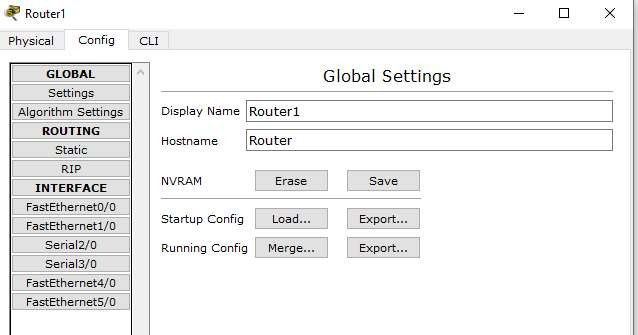 Router1
Physical Config CLI
GLOBAL
Settings
Algorithm Settings
ROUTING
Static
RIP
INTERFACE
FastEthernet0/0
FastEthernet1/0
Serial2/0
Serial3/0
FastEthernet4/0
FastEthernet5/0
Global Settings
Display Name Router1
Hostname Router
NVRAM Erase Save
Startup Config Load... Export...
Running Config Merge... Export...